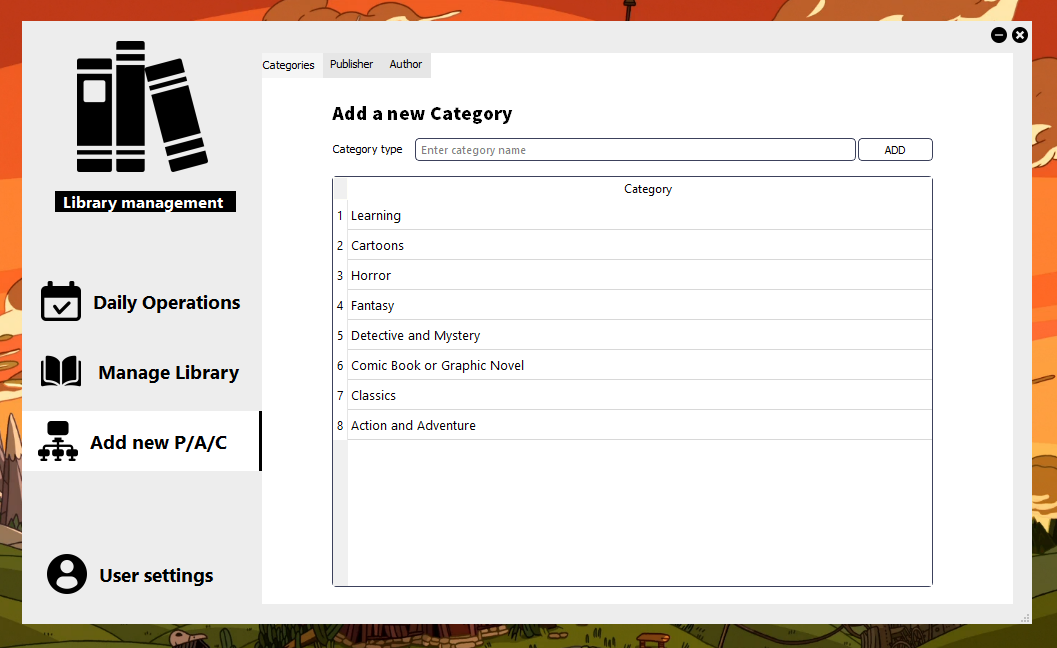 Categories Publisher Author
Library management
Daily Operations
Manage Library
Add new P/A/C
User settings
Add a new Category
Category type Enter category name ADD
Category
1 Learning
2 Cartoons
3 Horror
4 Fantasy
5 Detective and Mystery
6 Comic Book or Graphic Novel
7 Classics
8 Action and Adventure